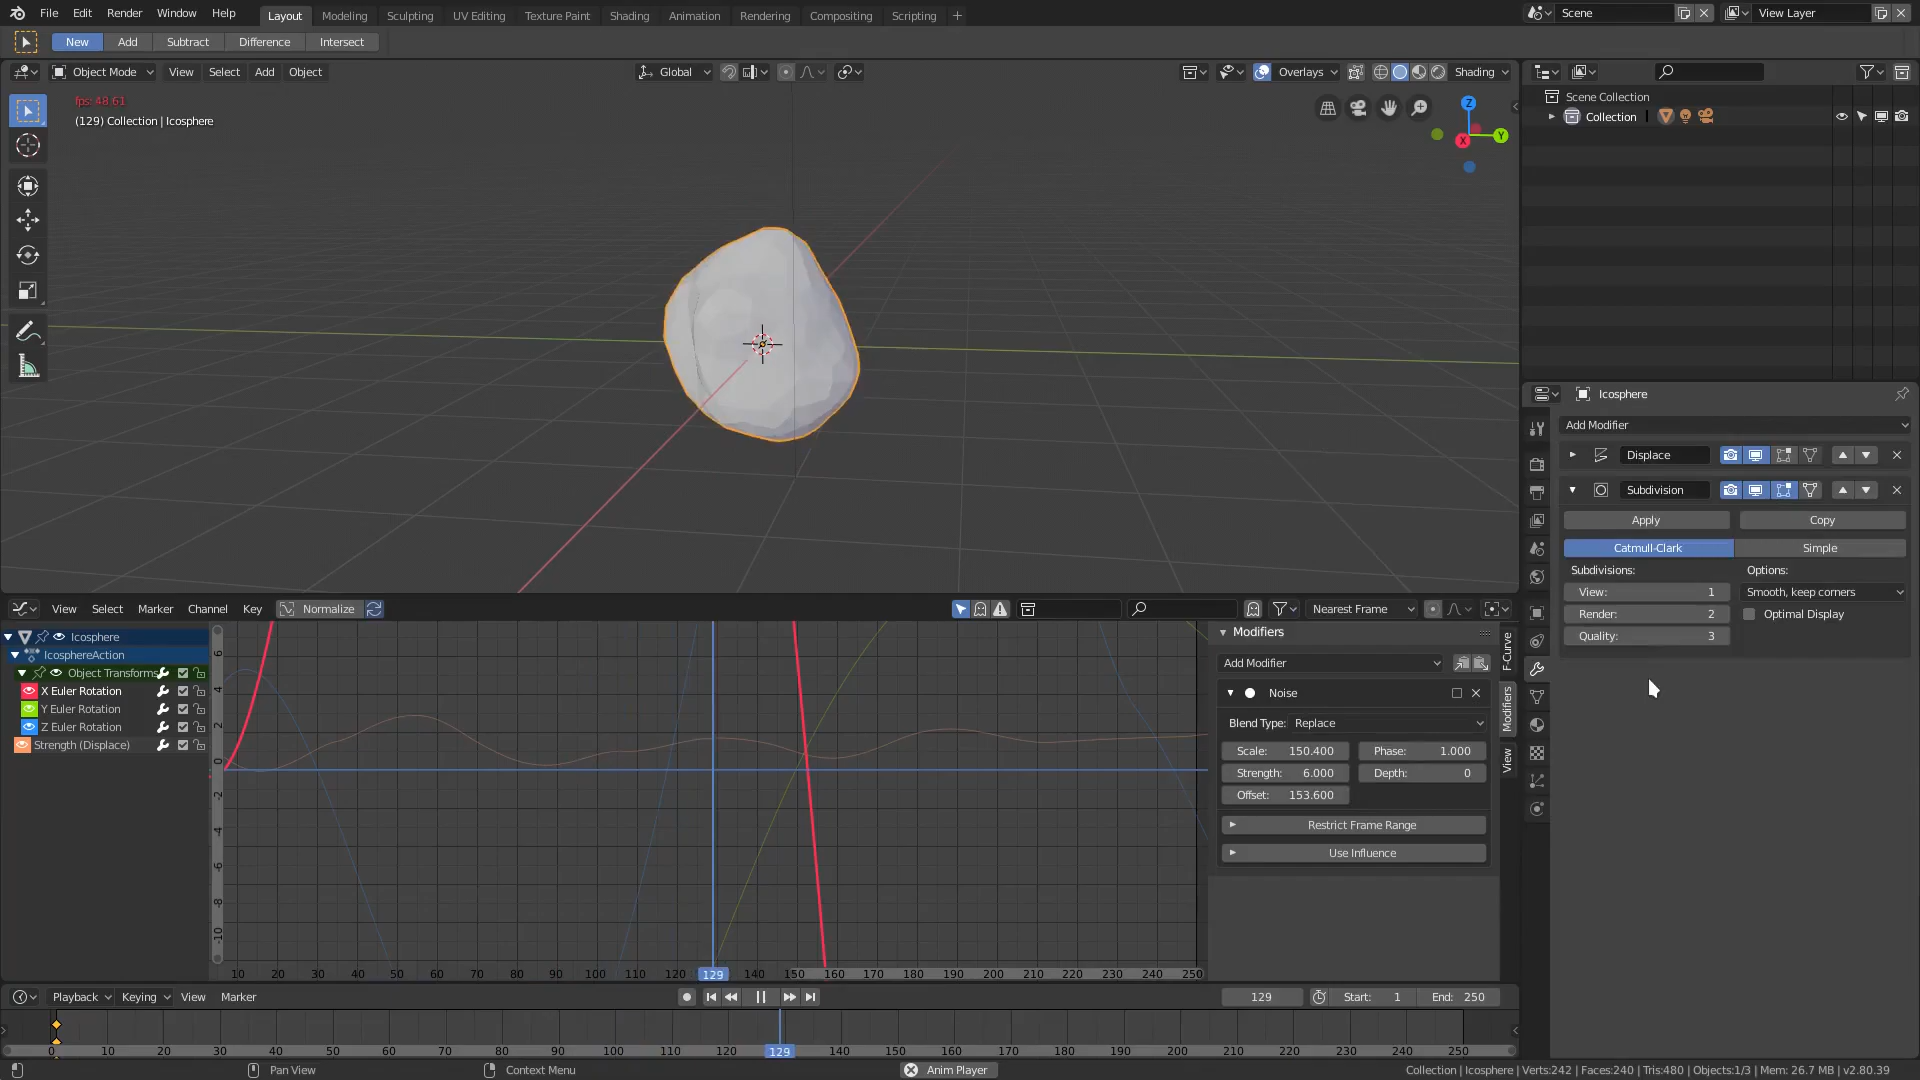 File Edit Render Window Help Layout Modeling Sculpting UV Editing Texture Paint Shading Animation Rendering Compositing Scripting + Scene View Layer
New Add Subtract Difference Intersect
Object Mode View Select Add Object Global Overlays Shading
fps: 48.61
(129) Collection | Icosphere
Z
Y
X
Scene Collection
Collection
Icosphere
Add Modifier
Displace
Subdivision
Apply Copy
Catmull-Clark Simple
Subdivisions: Options:
View: 1 Smooth, keep corners
Render: 2 Optimal Display
Quality: 3
View Select Marker Channel Key Normalize Nearest Frame
Icosphere
IcosphereAction
Object Transforms
X Euler Rotation
Y Euler Rotation
Z Euler Rotation
Strength (Displace)
6
4
2
0
-2
-4
-6
-8
-10
10 20 30 40 50 60 70 80 90 100 110 120 129 140 150 160 170 180 190 200 210 220 230 240 250
Modifiers
Add Modifier
Noise
Blend Type: Replace
Scale: 150.400 Phase: 1.000
Strength: 6.000 Depth: 0
Offset: 153.600
Restrict Frame Range
Use Influence
F-Curve
Modifiers
View
Playback Keying View Marker 129 Start: 1 End: 250
0 10 20 30 40 50 60 70 80 90 100 110 120 129 140 150 160 170 180 190 200 210 220 230 240 250
Pan View Context Menu Anim Player Collection | Icosphere | Verts:242 | Faces:240 | Tris:480 | Objects:1/3 | Mem: 26.7 MB | v2.80.39